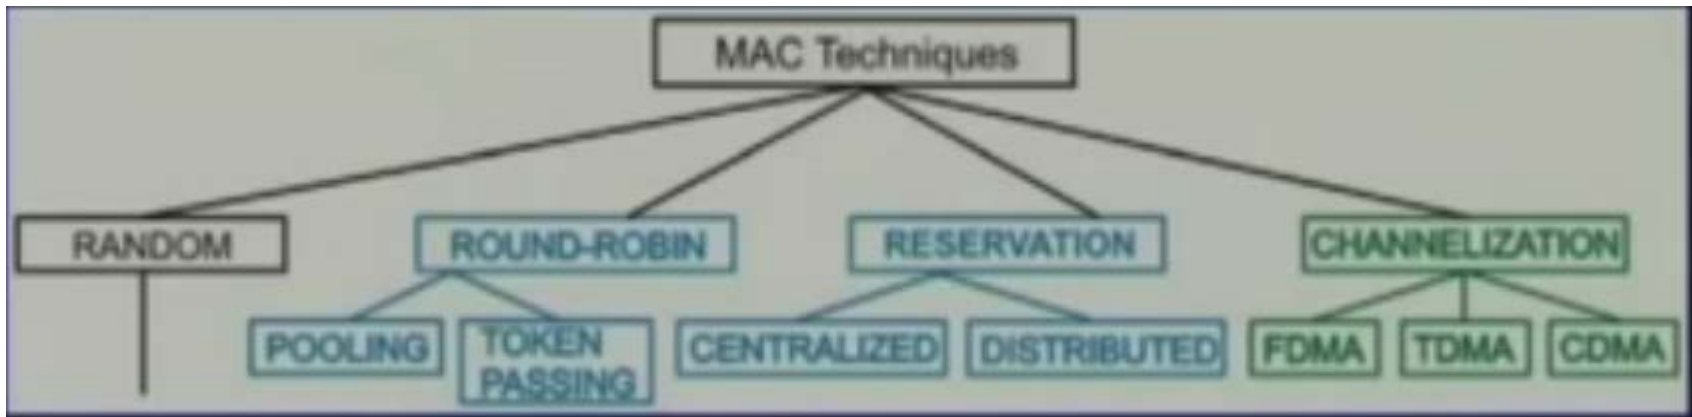 MAC Techniques
RANDOM
ROUND-ROBIN
RESERVATION
CHANNELIZATION
POOLING
TOKEN
PASSING
CENTRALIZED
DISTRIBUTED
FDMA
TDMA
CDMA